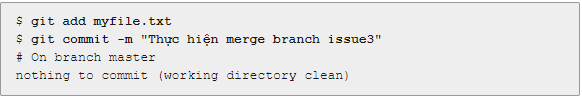 $ git add myfile.txt
$ git commit -m "Thực hiện merge branch issue3"
# On branch master
nothing to commit (working directory clean)